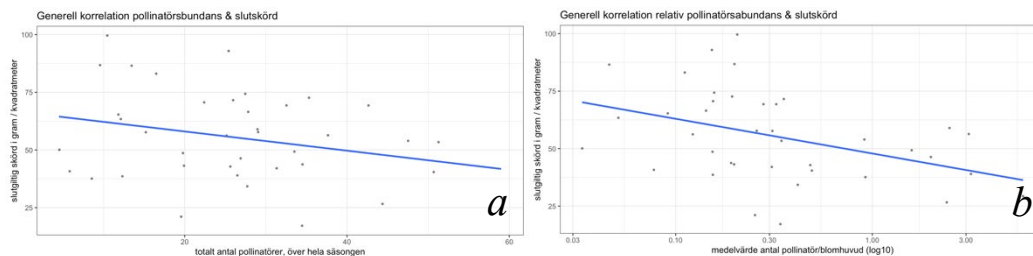 Generell korrelation pollinatörsbundans & slutskörd
slutgiltig skörd i gram / kvadratmeter
100
75
50
25
20
40
60
totalt antal pollinatörer, över hela säsongen
a
Generell korrelation relativ pollinatörsabundans & slutskörd
slutgiltig skörd i gram / kvadratmeter
100
75
50
25
0.03
0.10
0.30
1.00
3.00
medelvärde antal pollinatör/blomhuvud (log10)
b